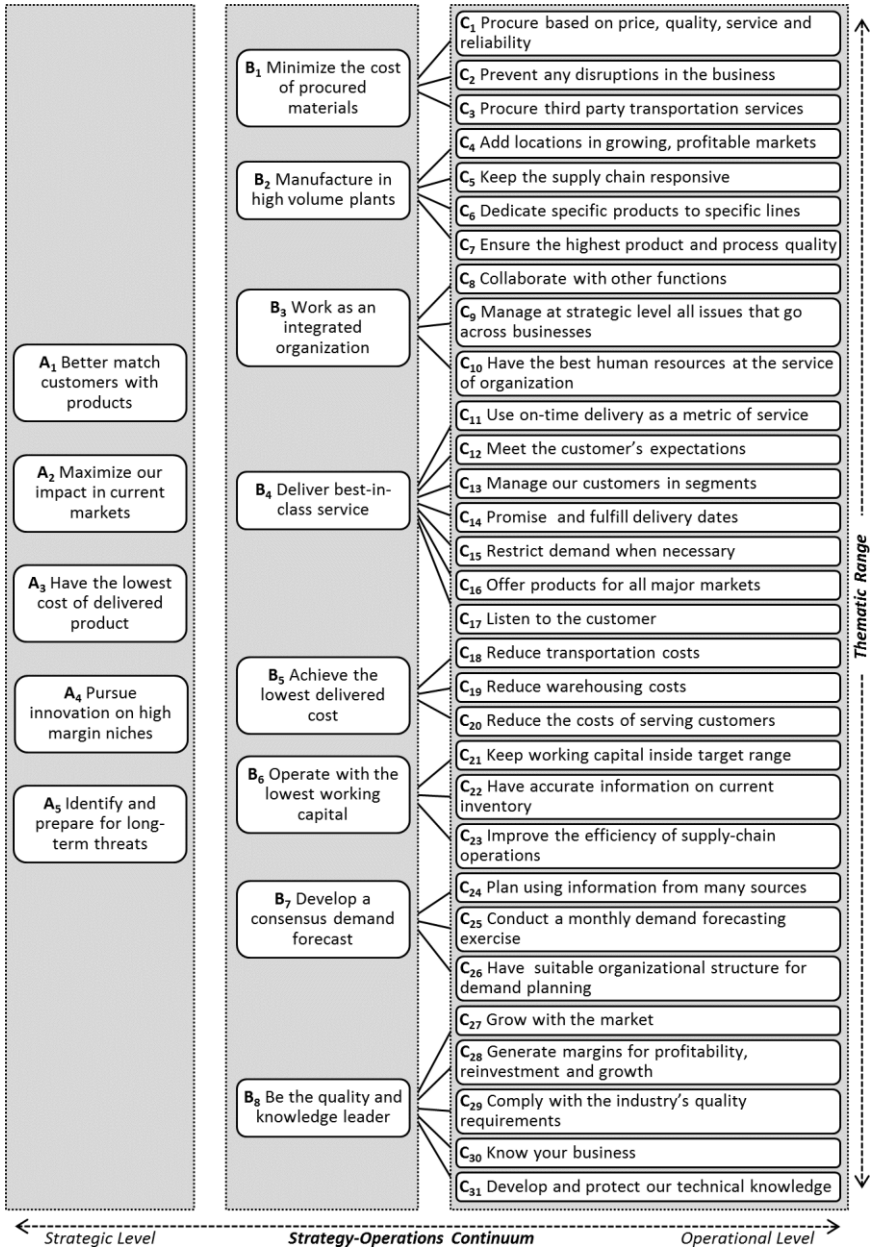 A1 Better match
customers with
products
A2 Maximize our
impact in current
markets
A3 Have the lowest
cost of delivered
product
A4 Pursue
innovation on high
margin niches
A5 Identify and
prepare for long-
term threats
B1 Minimize the cost
of procured
materials
B2 Manufacture in
high volume plants
B3 Work as an
integrated
organization
B4 Deliver best-in-
class service
B5 Achieve the
lowest delivered
cost
B6 Operate with the
lowest working
capital
B7 Develop a
consensus demand
forecast
B8 Be the quality and
knowledge leader
C1 Procure based on price, quality, service and
reliability
C2 Prevent any disruptions in the business
C3 Procure third party transportation services
C4 Add locations in growing, profitable markets
C5 Keep the supply chain responsive
C6 Dedicate specific products to specific lines
C7 Ensure the highest product and process quality
C8 Collaborate with other functions
C9 Manage at strategic level all issues that go
across businesses
C10 Have the best human resources at the service
of organization
C11 Use on-time delivery as a metric of service
C12 Meet the customer's expectations
C13 Manage our customers in segments
C14 Promise and fulfill delivery dates
C15 Restrict demand when necessary
C16 Offer products for all major markets
C17 Listen to the customer
C18 Reduce transportation costs
C19 Reduce warehousing costs
C20 Reduce the costs of serving customers
C21 Keep working capital inside target range
C22 Have accurate information on current
inventory
C23 Improve the efficiency of supply-chain
operations
C24 Plan using information from many sources
C25 Conduct a monthly demand forecasting
exercise
C26 Have suitable organizational structure for
demand planning
C27 Grow with the market
C28 Generate margins for profitability,
reinvestment and growth
C29 Comply with the industry's quality
requirements
C30 Know your business
C31 Develop and protect our technical knowledge
Thematic Range
Strategic Level
Strategy-Operations Continuum
Operational Level